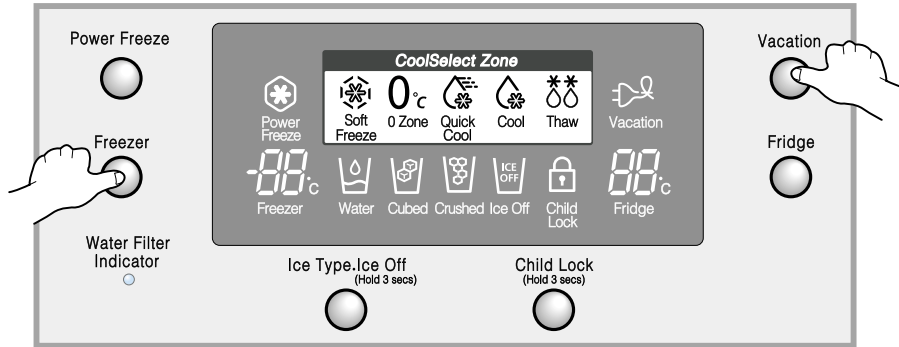 Power Freeze
Vacation
CoolSelect Zone
0°c
Soft
Freeze
0 Zone
Quick
Cool
Cool
Thaw
Power
Freeze
Vacation
Freezer
Fridge
-88°c
ICE
OFF
88°c
Freezer
Water
Cubed
Crushed
Ice Off
Child
Lock
Fridge
Water Filter
Indicator
Ice Type.Ice Off
(Hold 3 secs)
Child Lock
(Hold 3 secs)